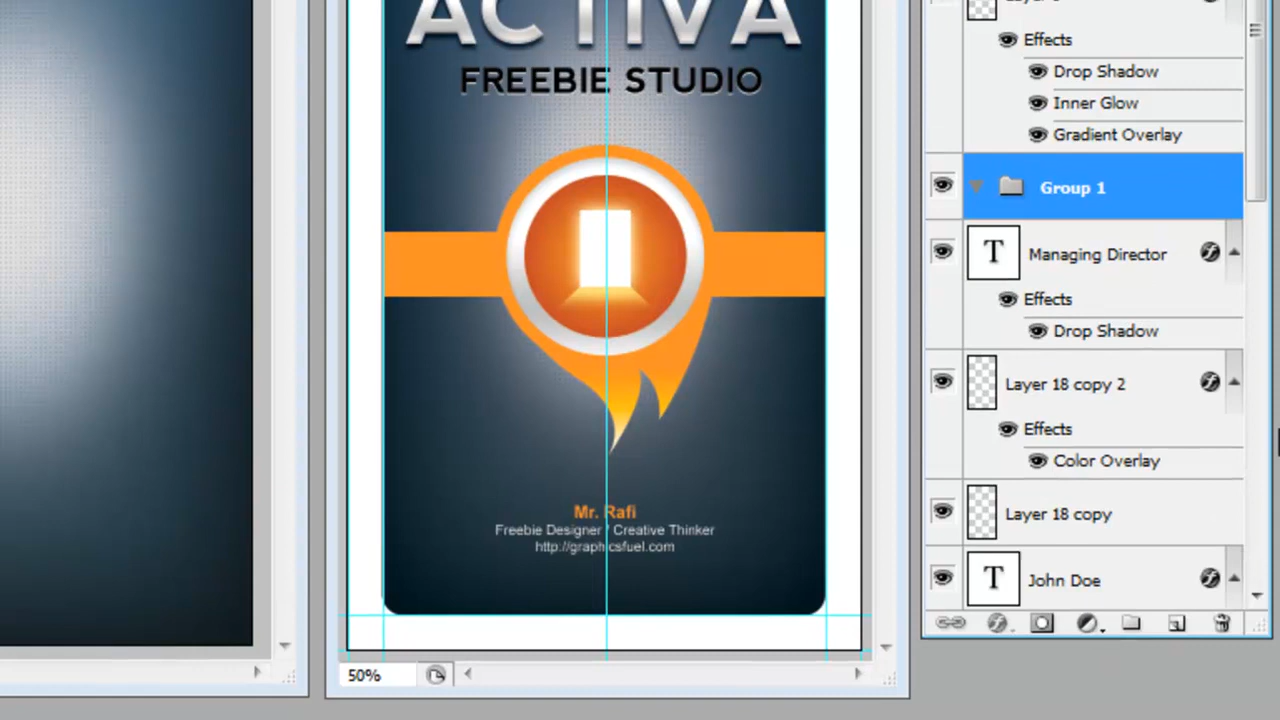 ACTIVA
FREEBIE STUDIO
Mr. Rafi
Freebie Designer / Creative Thinker
http://graphicsfuel.com
50%
Effects
Drop Shadow
Inner Glow
Gradient Overlay
Group 1
T Managing Director
Effects
Drop Shadow
Layer 18 copy 2
Effects
Color Overlay
Layer 18 copy
T John Doe